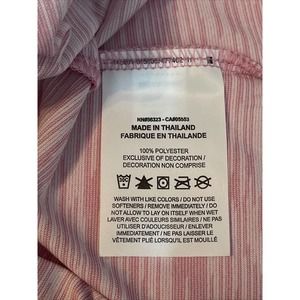 RN#56323 - CA#05553
MADE IN THAILAND
FABRIQUE EN THAILANDE
100% POLYESTER
EXCLUSIVE OF DECORATION /
DECORATION NON COMPRISE
WASH WITH LIKE COLORS / DO NOT USE
SOFTENERS / REMOVE IMMEDIATELY / DO
NOT ALLOW TO LAY ON ITSELF WHEN WET
LAVER AVEC COULEURS SIMILAIRES / NE PAS
UTILISER D'ADOUCISSEUR / ENLEVER
IMMEDIATEMENT / NE PAS LAISSER LE
VÊTEMENT PLIÉ LORSQU'IL EST MOUILLÉ